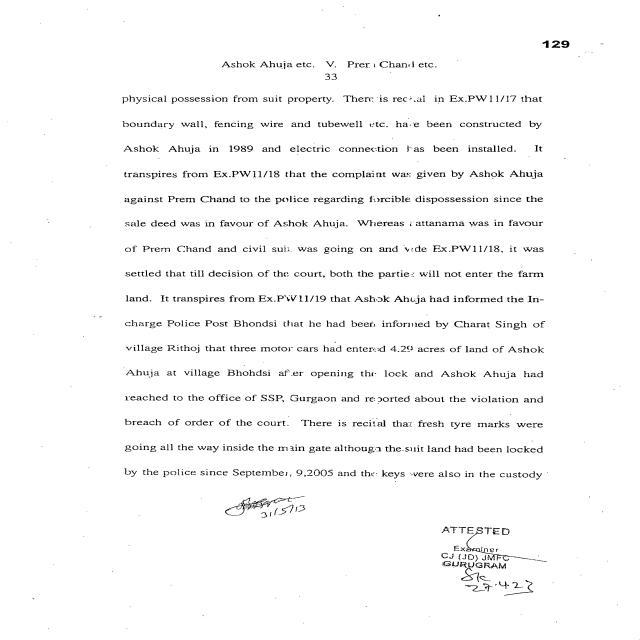 129
Ashok Ahuja etc. V. Prem Chand etc.
33
physical possession from suit property. There is recital in Ex.PW11/17 that
boundary wall, fencing wire and tubewell etc. have been constructed by
Ashok Ahuja in 1989 and electric connection has been installed. It
transpires from Ex.PW11/18 that the complaint was given by Ashok Ahuja
against Prem Chand to the police regarding forcible dispossession since the
sale deed was in favour of Ashok Ahuja. Whereas attanama was in favour
of Prem Chand and civil suit was going on and vide Ex.PW11/18, it was
settled that till decision of the court, both the parties will not enter the farm
land. It transpires from Ex.PW11/19 that Ashok Ahuja had informed the In-
charge Police Post Bhondsi that he had been informed by Charat Singh of
village Rithoj that three motor cars had entered 4.29 acres of land of Ashok
Ahuja at village Bhohdsi after opening the lock and Ashok Ahuja had
reached to the office of SSP, Gurgaon and reported about the violation and
breach of order of the court. There is recital that fresh tyre marks were
going all the way inside the main gate although the suit land had been locked
by the police since September, 9,2005 and the keys were also in the custody
31/5/13
ATTESTED
Examiner
CJ (JD) JMFC
GURUGRAM
27.4.23